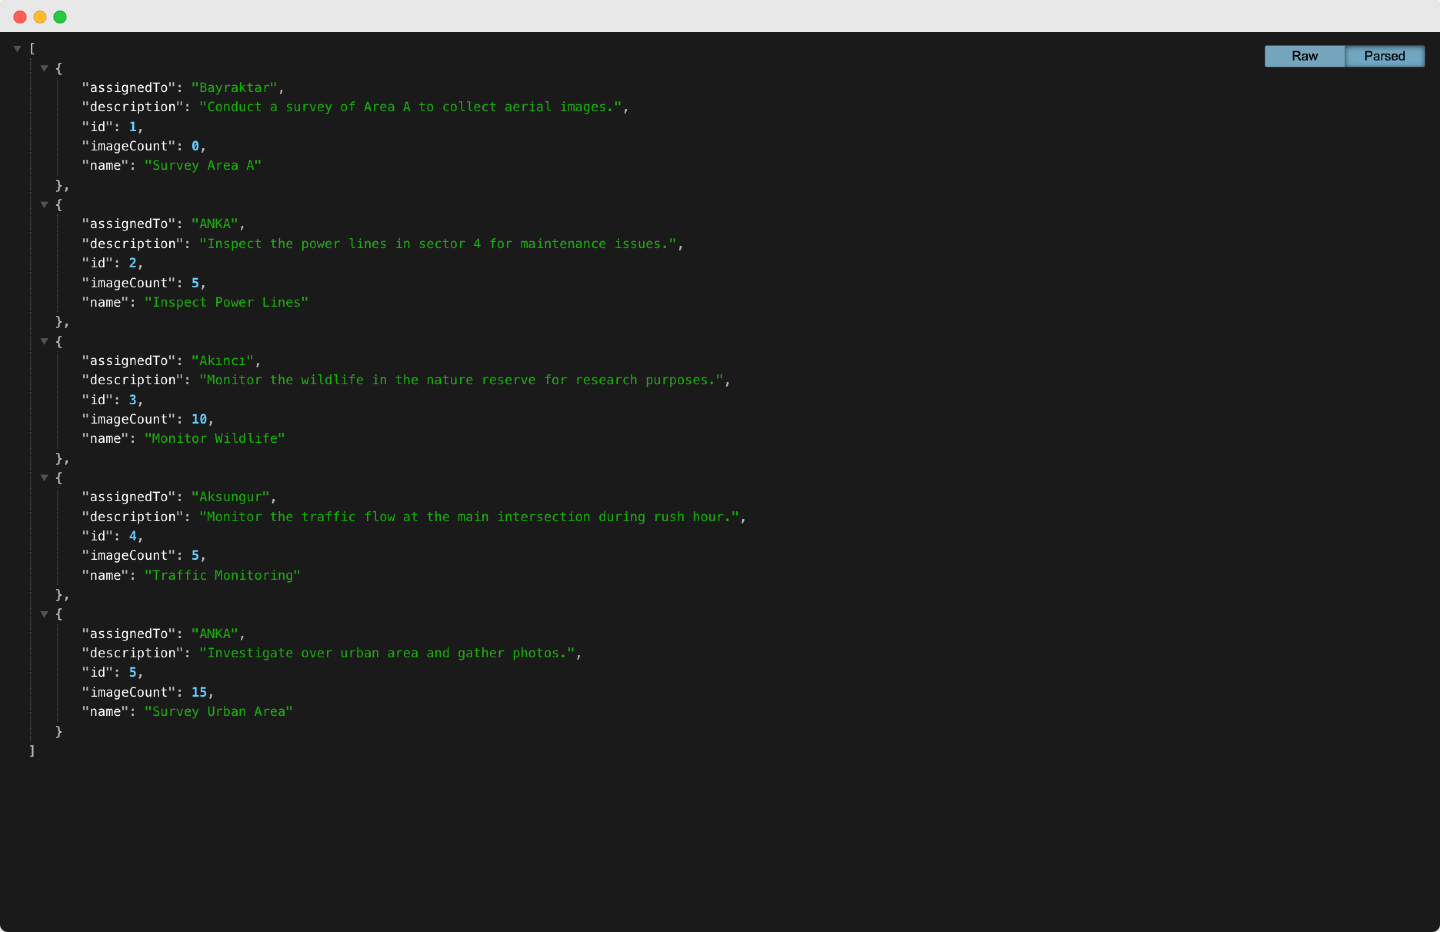 [
Raw Parsed
{
"assignedTo": "Bayraktar",
"description": "Conduct a survey of Area A to collect aerial images.",
"id": 1,
"imageCount": 0,
"name": "Survey Area A"
},
{
"assignedTo": "ANKA",
"description": "Inspect the power lines in sector 4 for maintenance issues.",
"id": 2,
"imageCount": 5,
"name": "Inspect Power Lines"
},
{
"assignedTo": "Akıncı",
"description": "Monitor the wildlife in the nature reserve for research purposes.",
"id": 3,
"imageCount": 10,
"name": "Monitor Wildlife"
},
{
"assignedTo": "Aksungur",
"description": "Monitor the traffic flow at the main intersection during rush hour.",
"id": 4,
"imageCount": 5,
"name": "Traffic Monitoring"
},
{
"assignedTo": "ANKA",
"description": "Investigate over urban area and gather photos.",
"id": 5,
"imageCount": 15,
"name": "Survey Urban Area"
}
]